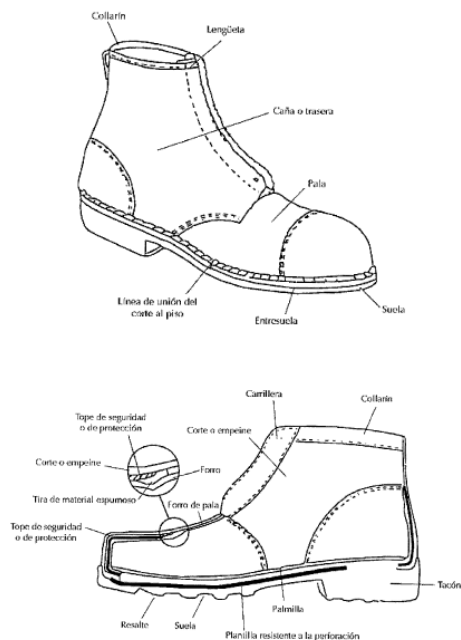 Collarín
Lengüeta
Caña o trasera
Pala
Línea de unión del
corte al piso
Entresuela
Suela
Carrillera
Collarín
Tope de seguridad
o de protección
Corte o empeine
Corte o empeine
Forro
Tira de material espumoso
Forro de pala
Tope de seguridad
o de protección
Tacón
Palmilla
Resalte
Suela
Plantilla resistente a la perforación